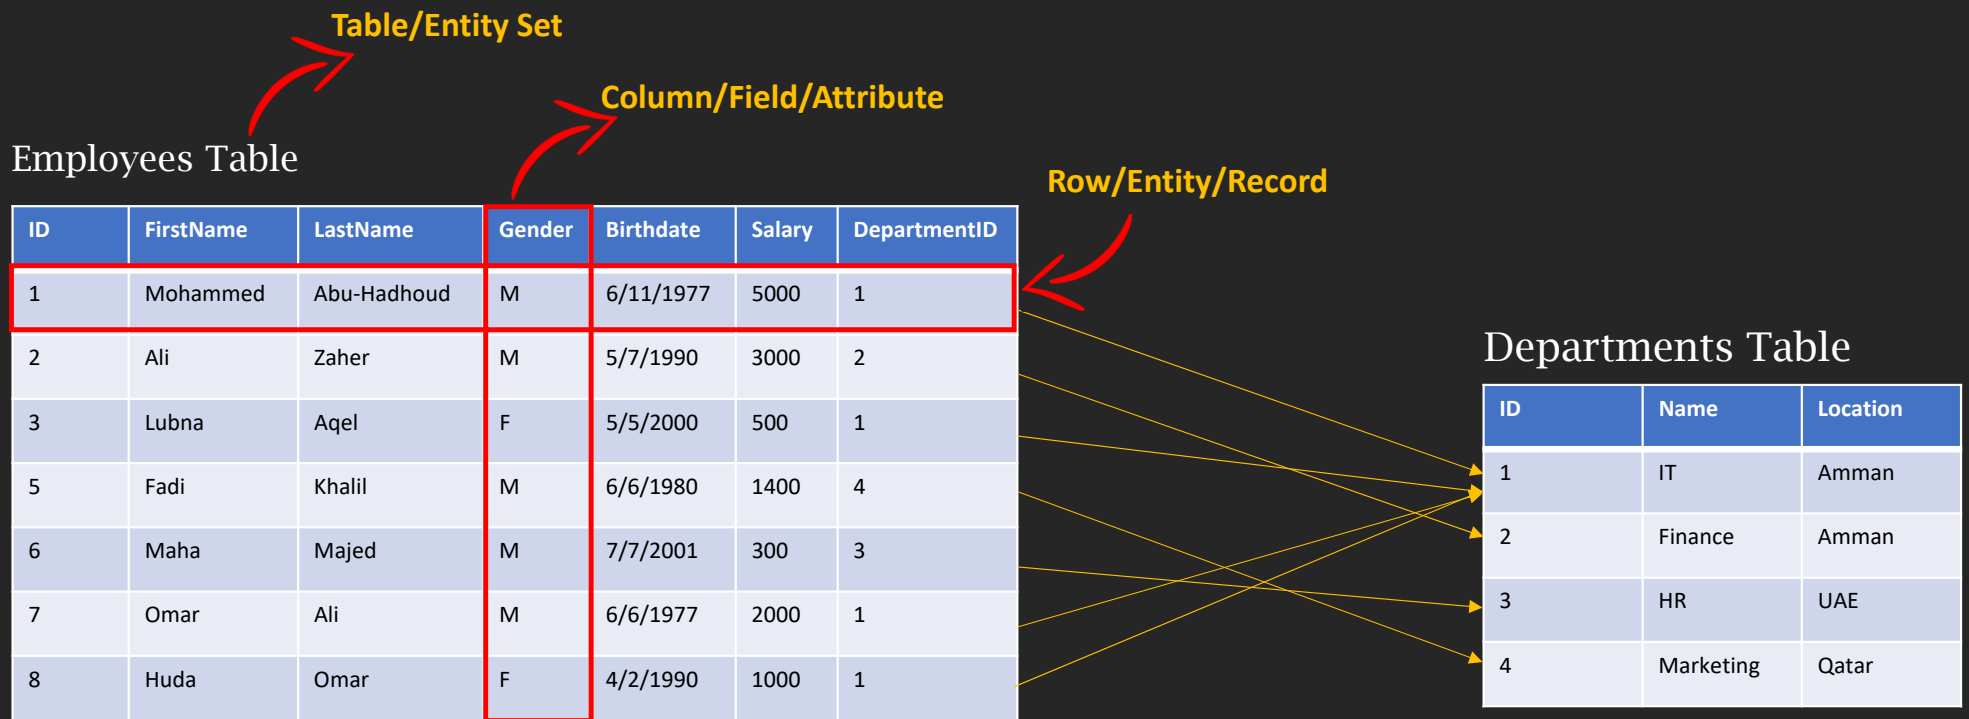 Table/Entity Set
Column/Field/Attribute
Employees Table
Row/Entity/Record
ID FirstName LastName Gender Birthdate Salary DepartmentID
1 Mohammed Abu-Hadhoud M 6/11/1977 5000 1
2 Ali Zaher M 5/7/1990 3000 2
3 Lubna Aqel F 5/5/2000 500 1
5 Fadi Khalil M 6/6/1980 1400 4
6 Maha Majed M 7/7/2001 300 3
7 Omar Ali M 6/6/1977 2000 1
8 Huda Omar F 4/2/1990 1000 1
Departments Table
ID Name Location
1 IT Amman
2 Finance Amman
3 HR UAE
4 Marketing Qatar